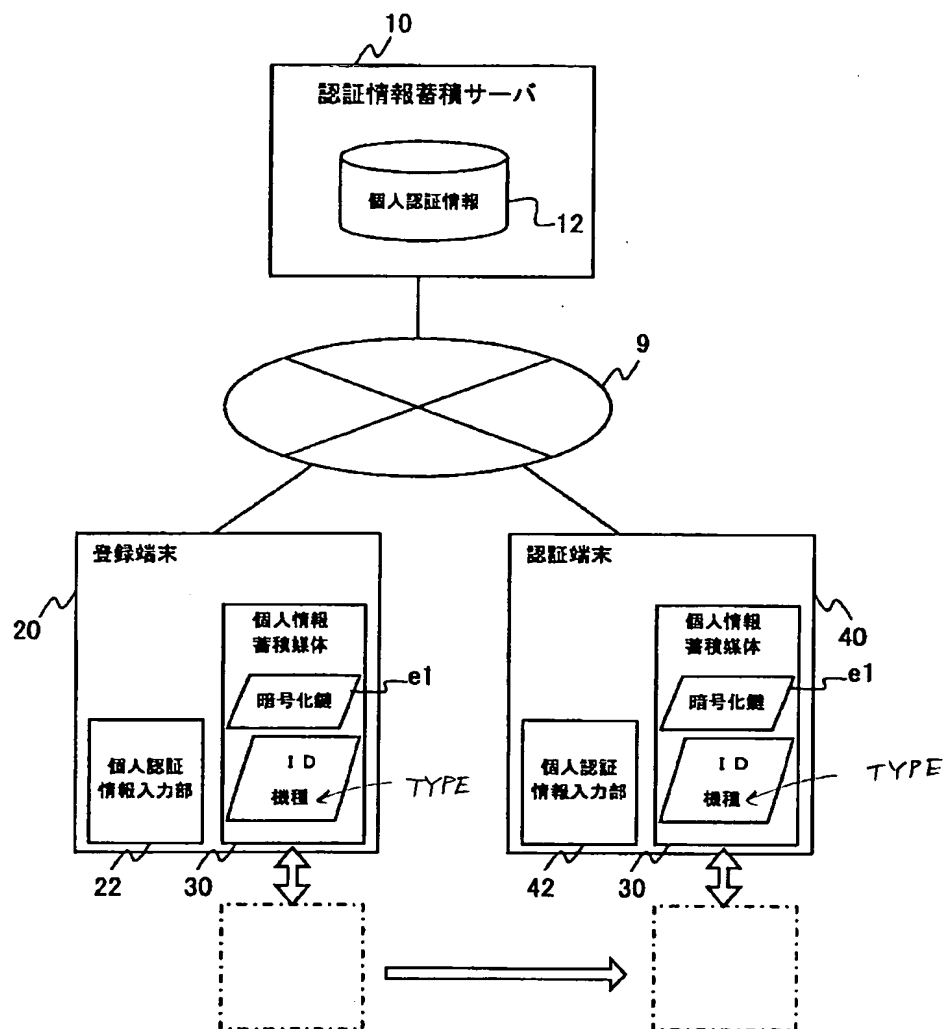 10
認証情報蓄積サーバ
個人認証情報
12
9
登録端末
20
個人情報
蓄積媒体
e1
暗号化鍵
個人認証
情報入力部
ID
機種
TYPE
22
30
認証端末
40
個人情報
蓄積媒体
e1
暗号化鍵
個人認証
情報入力部
ID
機種
TYPE
42
30